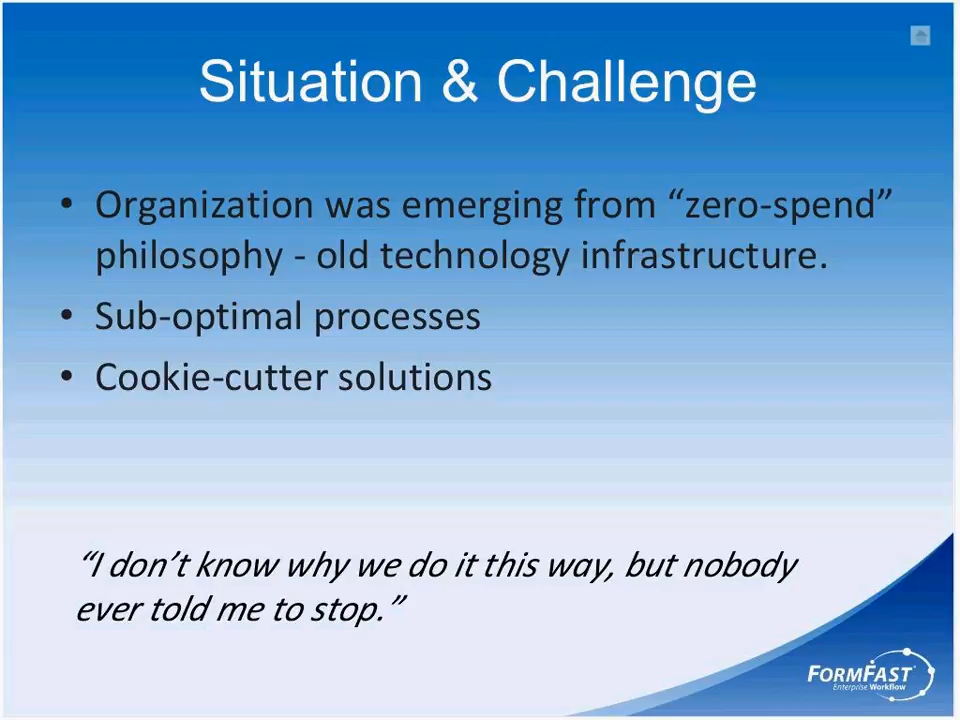 Situation & Challenge
• Organization was emerging from “zero-spend”
philosophy - old technology infrastructure.
• Sub-optimal processes
• Cookie-cutter solutions
“I don’t know why we do it this way, but nobody
ever told me to stop.”
FORMFAST®
Enterprise Workflow